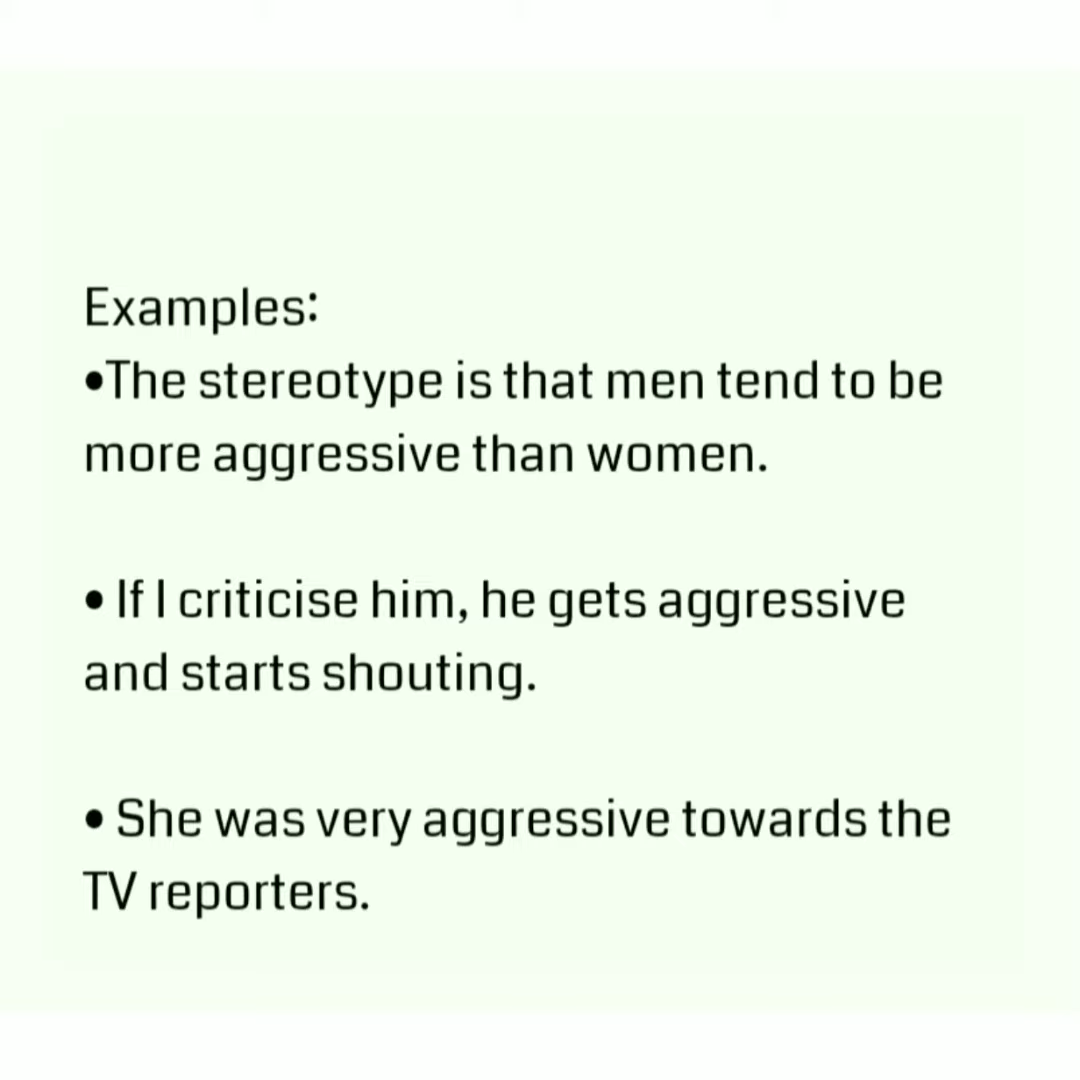 Examples:
•The stereotype is that men tend to be
more aggressive than women.
• If I criticise him, he gets aggressive
and starts shouting.
• She was very aggressive towards the
TV reporters.